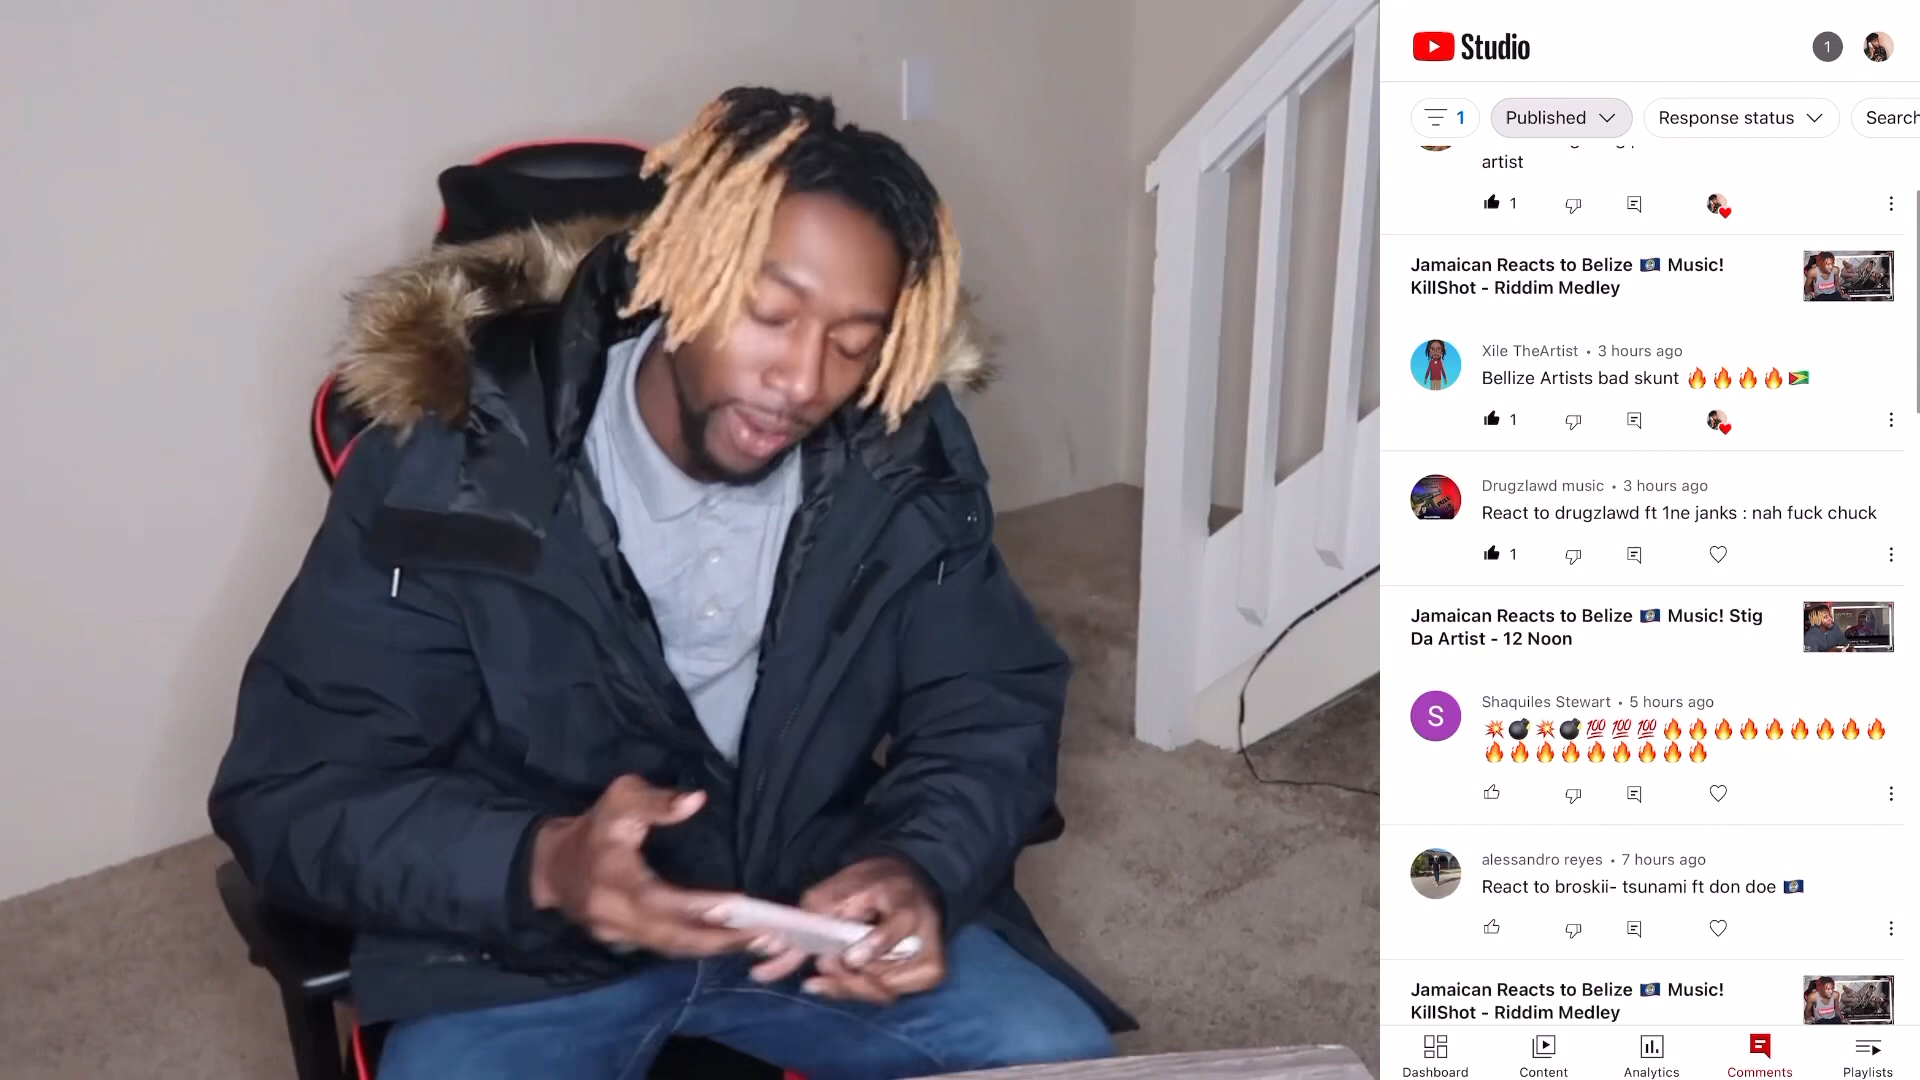 Studio
1
1
Published
Response status
Search
artist
1
Jamaican Reacts to Belize 🇧🇿 Music!
KillShot - Riddim Medley
Xile TheArtist • 3 hours ago
Bellize Artists bad skunt 🔥🔥🔥🔥🇬🇾
1
Drugzlawd music • 3 hours ago
React to drugzlawd ft 1ne janks : nah fuck chuck
1
Jamaican Reacts to Belize 🇧🇿 Music! Stig
Da Artist - 12 Noon
S
Shaquiles Stewart • 5 hours ago
💥💣💥💣💯💯💯🔥🔥🔥🔥🔥🔥🔥🔥🔥
🔥🔥🔥🔥🔥🔥🔥🔥🔥
alessandro reyes • 7 hours ago
React to broskii- tsunami ft don doe 🇧🇿
Jamaican Reacts to Belize 🇧🇿 Music!
KillShot - Riddim Medley
Dashboard
Content
Analytics
Comments
Playlists